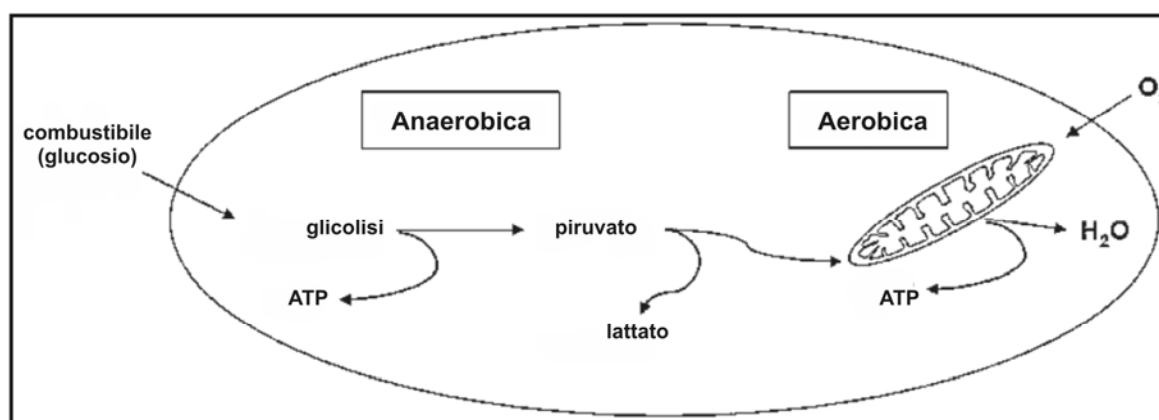 Anaerobica
Aerobica
O
combustibile
(glucosio)
glicolisi
piruvato
H₂O
ATP
lattato
ATP